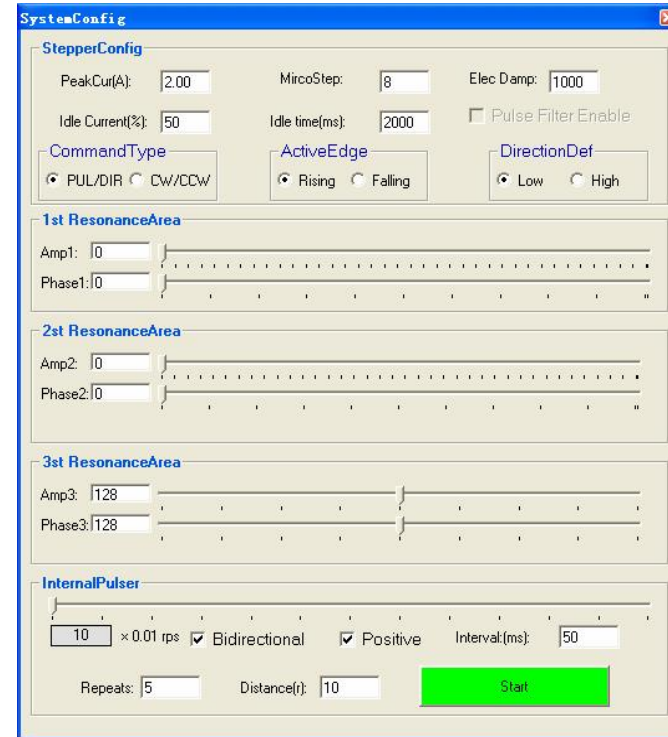 SystemConfig
StepperConfig
PeakCur(A): 2.00 MircoStep: 8 Elec Damp: 1000
Idle Current(%): 50 Idle time(ms): 2000 Pulse Filter Enable
CommandType ActiveEdge DirectionDef
PUL/DIR CW/CCW Rising Falling Low High
1st ResonanceArea
Amp1: 0
Phase1: 0
2st ResonanceArea
Amp2: 0
Phase2: 0
3st ResonanceArea
Amp3: 128
Phase3: 128
InternalPulser
10 × 0.01 rps Bidirectional Positive Interval:(ms): 50
Repeats: 5 Distance(r): 10 Start